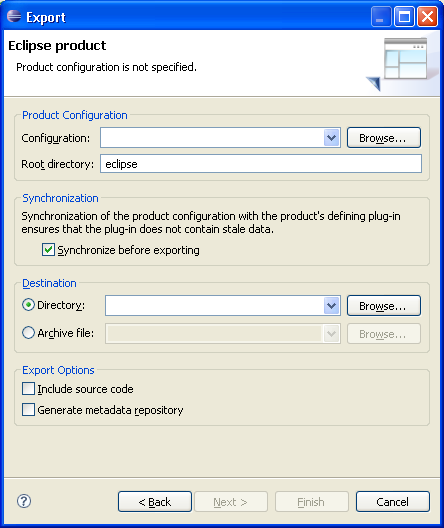 Export
Eclipse product
Product configuration is not specified.
Product Configuration
Configuration:
Browse...
Root directory:
eclipse
Synchronization
Synchronization of the product configuration with the product's defining plug-in
ensures that the plug-in does not contain stale data.
Synchronize before exporting
Destination
Directory:
Browse...
Archive file:
Browse...
Export Options
Include source code
Generate metadata repository
? < Back Next > Finish Cancel